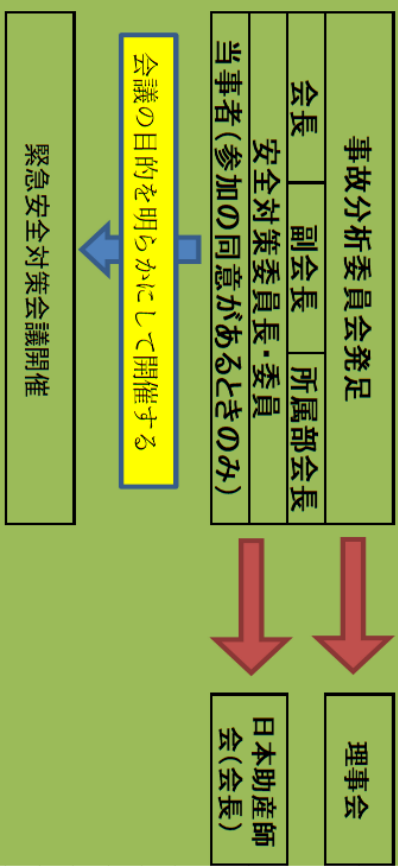 事故分析委員会発足
会長
副会長
所属部会長
安全対策委員長・委員
当事者(参加の同意があるときのみ)
会議の目的を明らかにして開催する
緊急安全対策会議開催
理事会
日本助産師
会(会長)